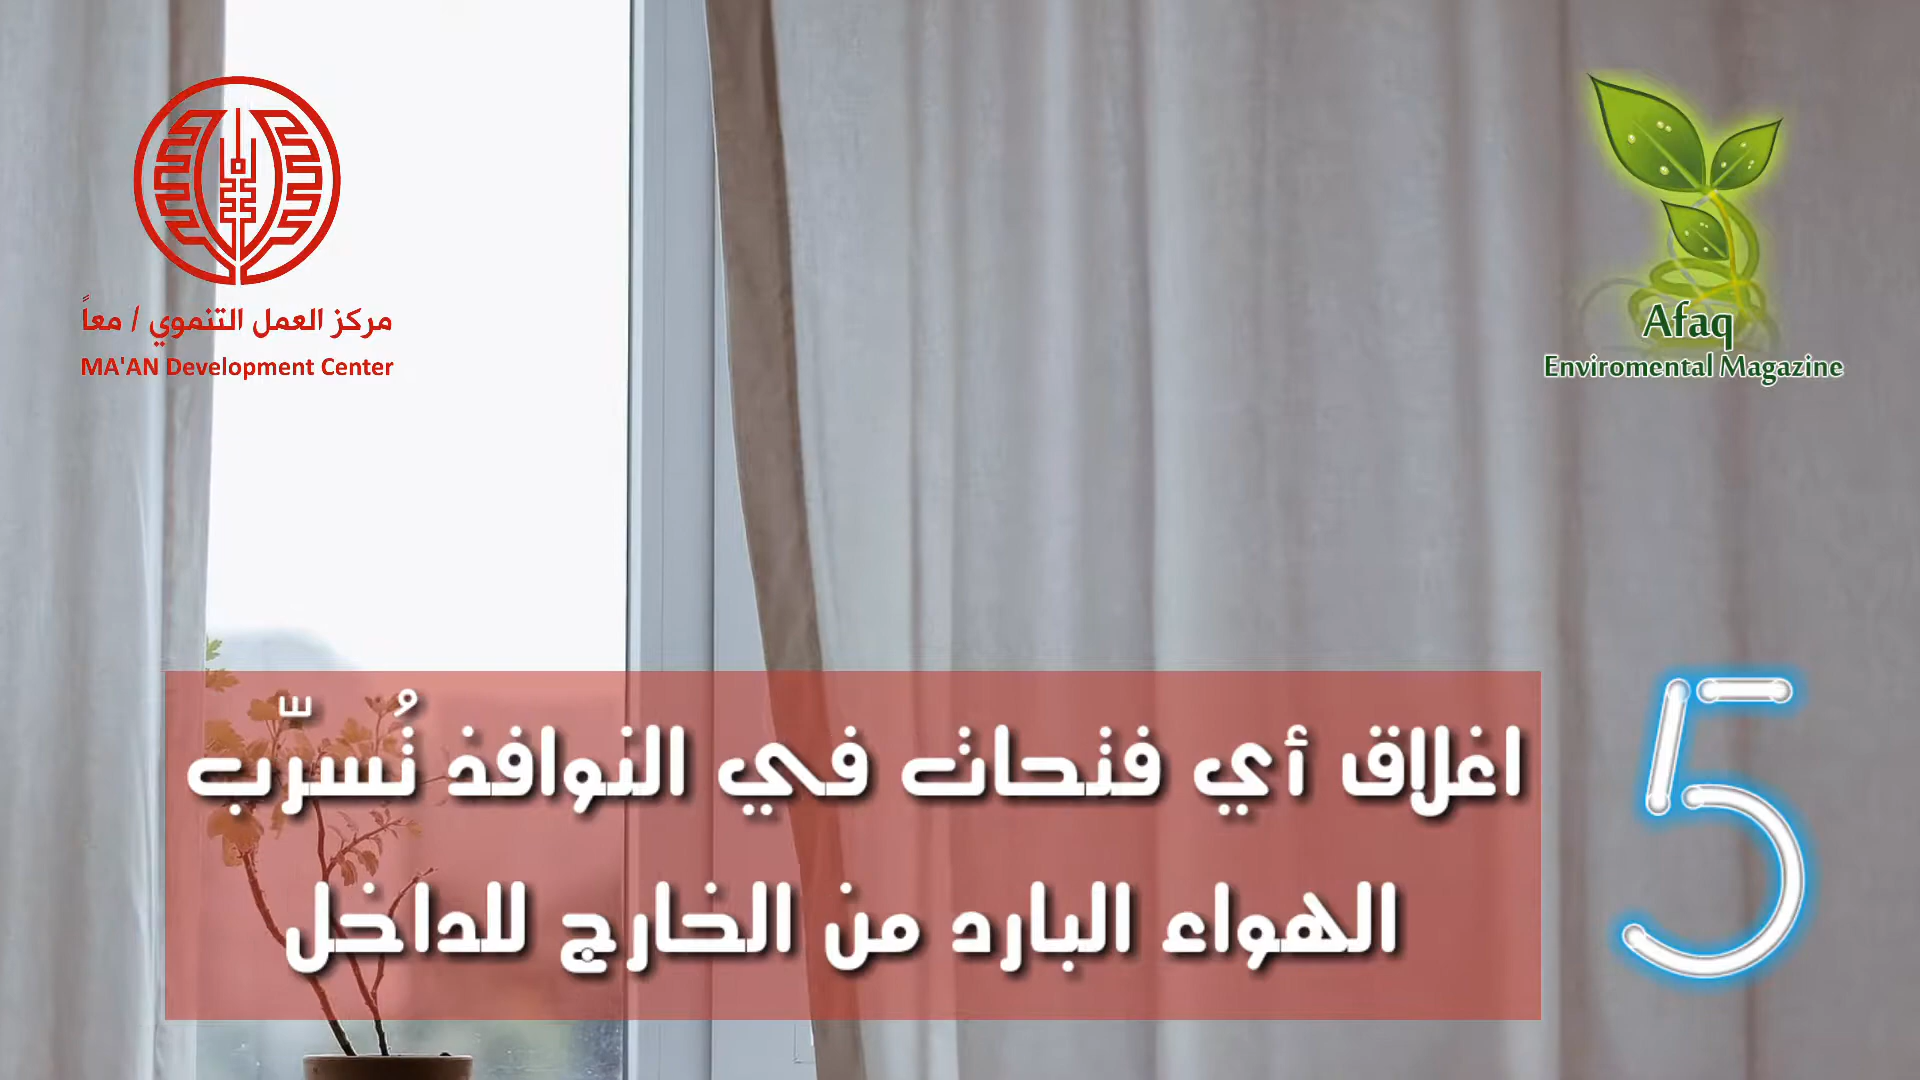 مركز العمل التنموي / معاً
MA'AN Development Center
Afaq
Enviromental Magazine
اغلاق أي فتحات في النوافذ تُسرّب
الهواء البارد من الخارج للداخل
5